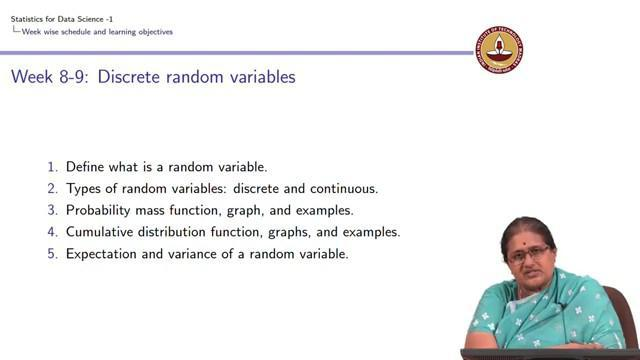 Statistics for Data Science -1
Week wise schedule and learning objectives
Week 8-9: Discrete random variables
1. Define what is a random variable.
2. Types of random variables: discrete and continuous.
3. Probability mass function, graph, and examples.
4. Cumulative distribution function, graphs, and examples.
5. Expectation and variance of a random variable.